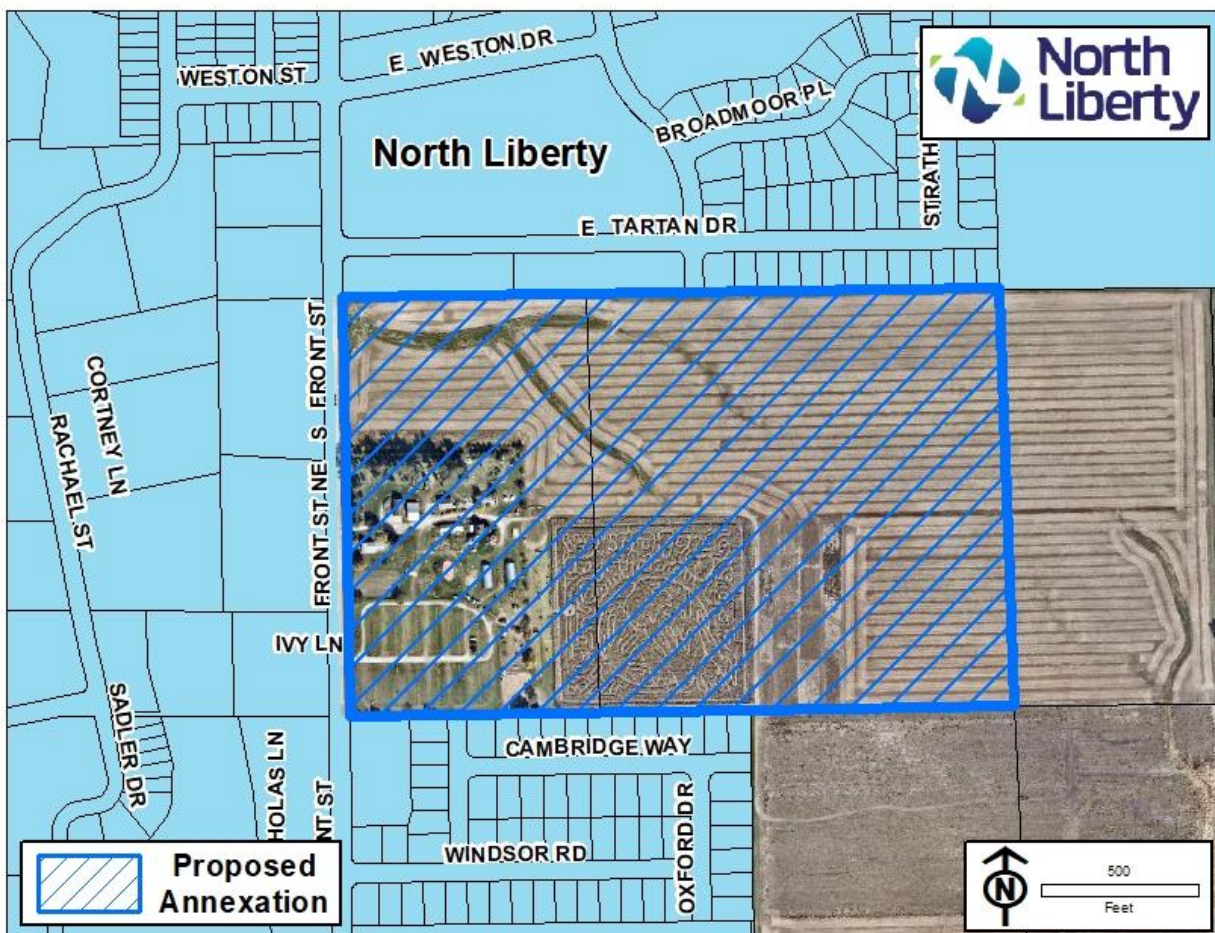 E WESTON DR
WESTON ST
North
Liberty
BROADMOOR PL
North Liberty
STRATH
E TARTAN DR
S FRONT ST
FRONT ST NE
CORTNEY LN
RACHAEL ST
IVY LN
SADLER DR
CAMBRIDGE WAY
HOLAS LN
NT ST
OXFORD DR
WINDSOR RD
Proposed
Annexation
N
500
Feet